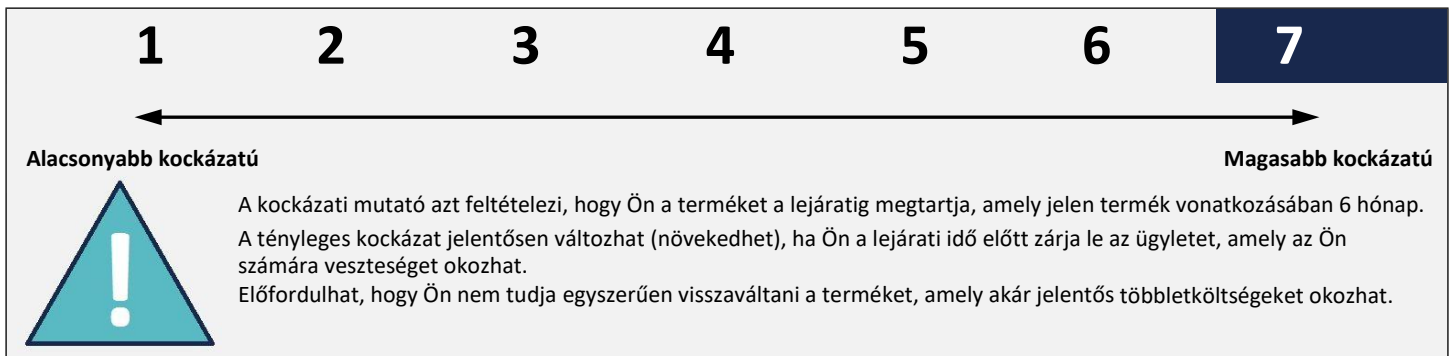 1 2 3 4 5 6 7
Alacsonyabb kockázatú Magasabb kockázatú
A kockázati mutató azt feltételezi, hogy Ön a terméket a lejáratig megtartja, amely jelen termék vonatkozásában 6 hónap.
A tényleges kockázat jelentősen változhat (növekedhet), ha Ön a lejárati idő előtt zárja le az ügyletet, amely az Ön
számára veszteséget okozhat.
Előfordulhat, hogy Ön nem tudja egyszerűen visszaváltani a terméket, amely akár jelentős többletköltségeket okozhat.